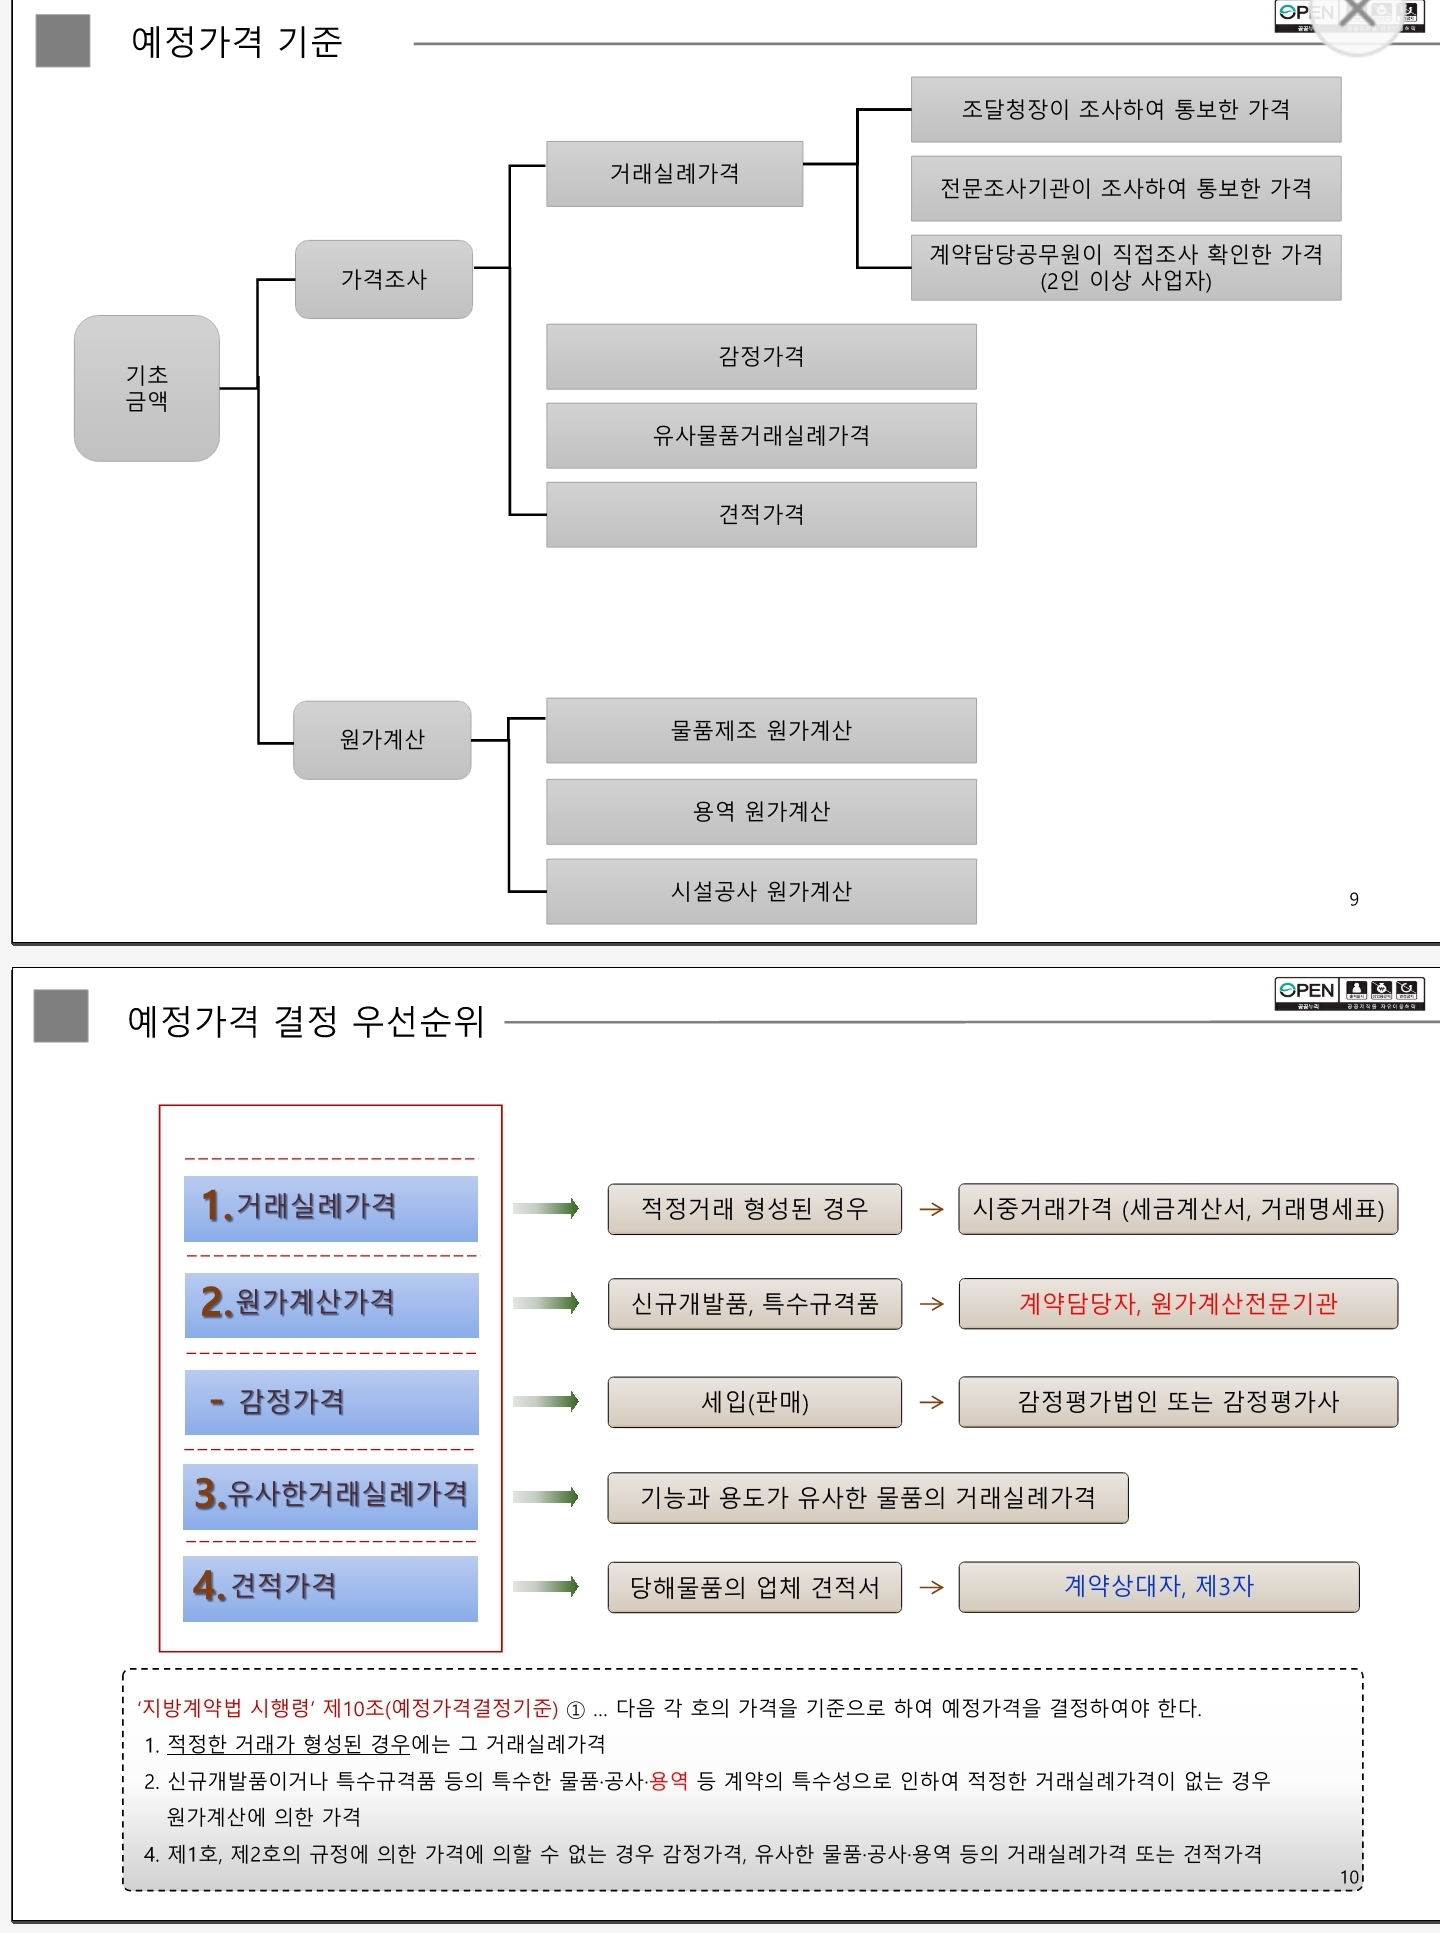 예정가격 기준
OPEN
조달청장이 조사하여 통보한 가격
거래실례가격
전문조사기관이 조사하여 통보한 가격
계약담당공무원이 직접조사 확인한 가격
(2인 이상 사업자)
가격조사
기초
금액
감정가격
유사물품거래실례가격
견적가격
원가계산
물품제조 원가계산
용역 원가계산
시설공사 원가계산
9
예정가격 결정 우선순위
OPEN
공공누리 공공저작물 자유이용허락
1.거래실례가격
적정거래 형성된 경우 → 시중거래가격 (세금계산서, 거래명세표)
2.원가계산가격
신규개발품, 특수규격품 → 계약담당자, 원가계산전문기관
- 감정가격
세입(판매) → 감정평가법인 또는 감정평가사
3.유사한거래실례가격
기능과 용도가 유사한 물품의 거래실례가격
4.견적가격
당해물품의 업체 견적서 → 계약상대자, 제3자
‘지방계약법 시행령’ 제10조(예정가격결정기준) ① ... 다음 각 호의 가격을 기준으로 하여 예정가격을 결정하여야 한다.
1. 적정한 거래가 형성된 경우에는 그 거래실례가격
2. 신규개발품이거나 특수규격품 등의 특수한 물품·공사·용역 등 계약의 특수성으로 인하여 적정한 거래실례가격이 없는 경우
원가계산에 의한 가격
4. 제1호, 제2호의 규정에 의한 가격에 의할 수 없는 경우 감정가격, 유사한 물품·공사·용역 등의 거래실례가격 또는 견적가격
10